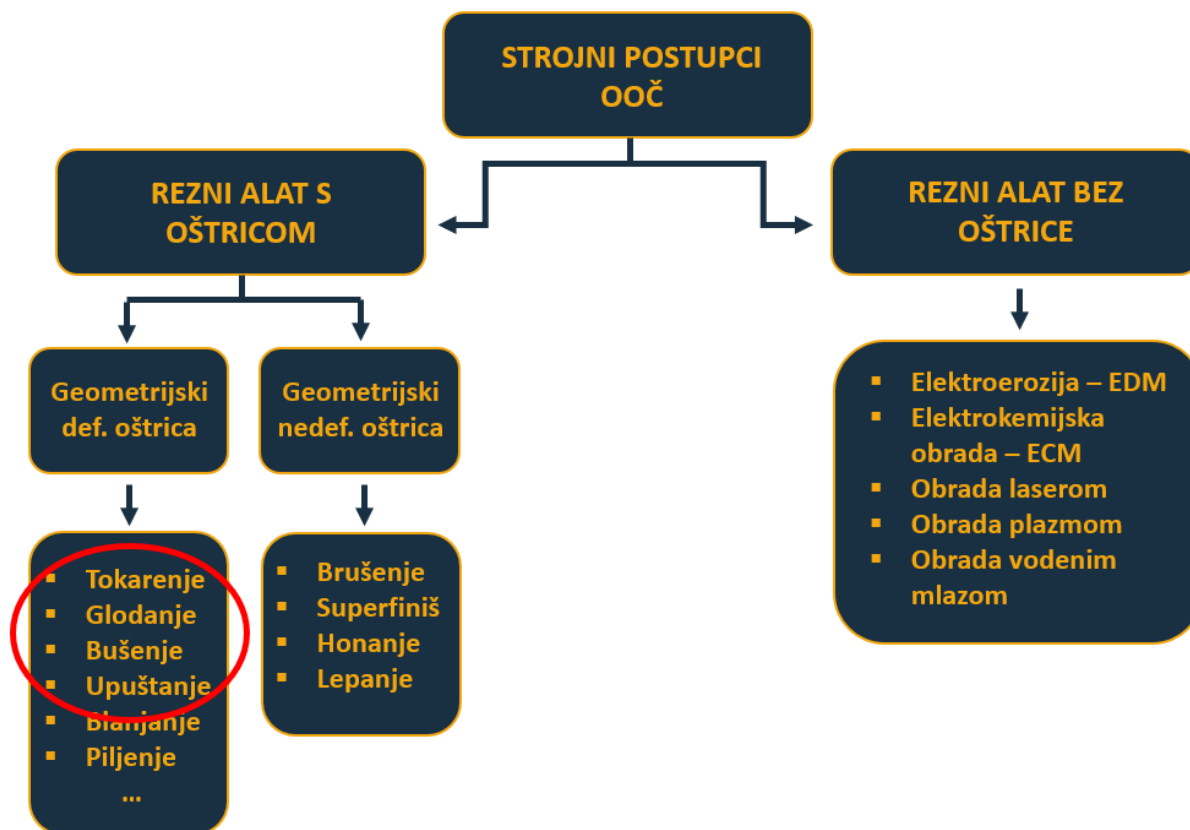 STROJNI POSTUPCI
OOČ
REZNI ALAT S
OŠTRICOM
REZNI ALAT BEZ
OŠTRICE
Geometrijski
def. oštrica
Geometrijski
nedef. oštrica
▪ Tokarenje
▪ Glodanje
▪ Bušenje
▪ Upuštanje
▪ Blanjanje
▪ Piljenje
...
▪ Brušenje
▪ Superfiniš
▪ Honanje
▪ Lepanje
▪ Elektroerozija – EDM
▪ Elektrokemijska
obrada – ECM
▪ Obrada laserom
▪ Obrada plazmom
▪ Obrada vodenim
mlazom